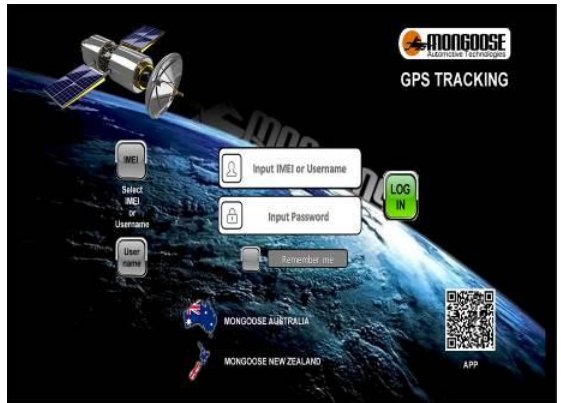 MONGOOSE
Automotive Technologies
GPS TRACKING
MONGOOSE
IMEI
Select
IMEI
or
Username
User
name
Input IMEI or Username
Input Password
LOG
IN
Remember me
MONGOOSE AUSTRALIA
MONGOOSE NEW ZEALAND
APP